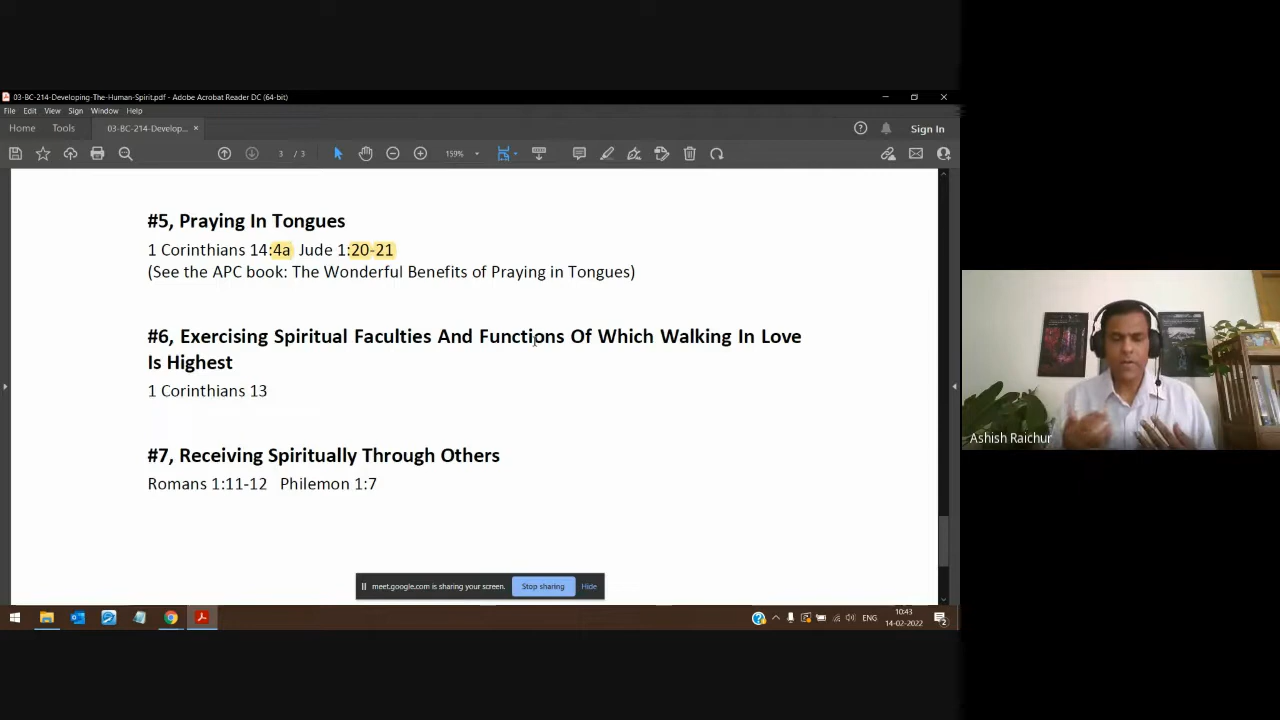 03-BC-214-Developing-The-Human-Spirit.pdf - Adobe Acrobat Reader DC (64-bit)
File Edit View Sign Window Help
Home Tools 03-BC-214-Develop... × Sign In
3 / 3 159%
#5, Praying In Tongues
1 Corinthians 14:4a Jude 1:20-21
(See the APC book: The Wonderful Benefits of Praying in Tongues)
#6, Exercising Spiritual Faculties And Functions Of Which Walking In Love
Is Highest
1 Corinthians 13
Ashish Raichur
#7, Receiving Spiritually Through Others
Romans 1:11-12 Philemon 1:7
meet.google.com is sharing your screen. Stop sharing Hide
ENG 10:43
14-02-2022 2